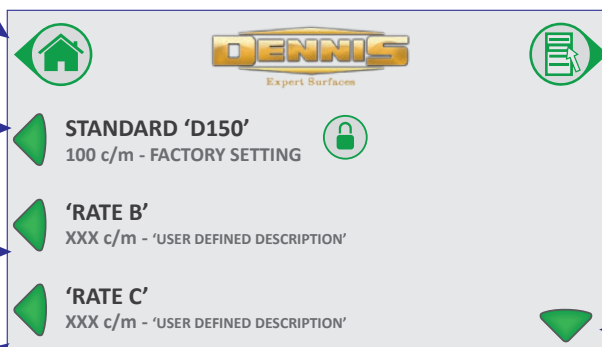 DENNIS
Expert Surfaces
STANDARD ‘D150’
100 c/m - FACTORY SETTING
‘RATE B’
XXX c/m - ‘USER DEFINED DESCRIPTION’
‘RATE C’
XXX c/m - ‘USER DEFINED DESCRIPTION’